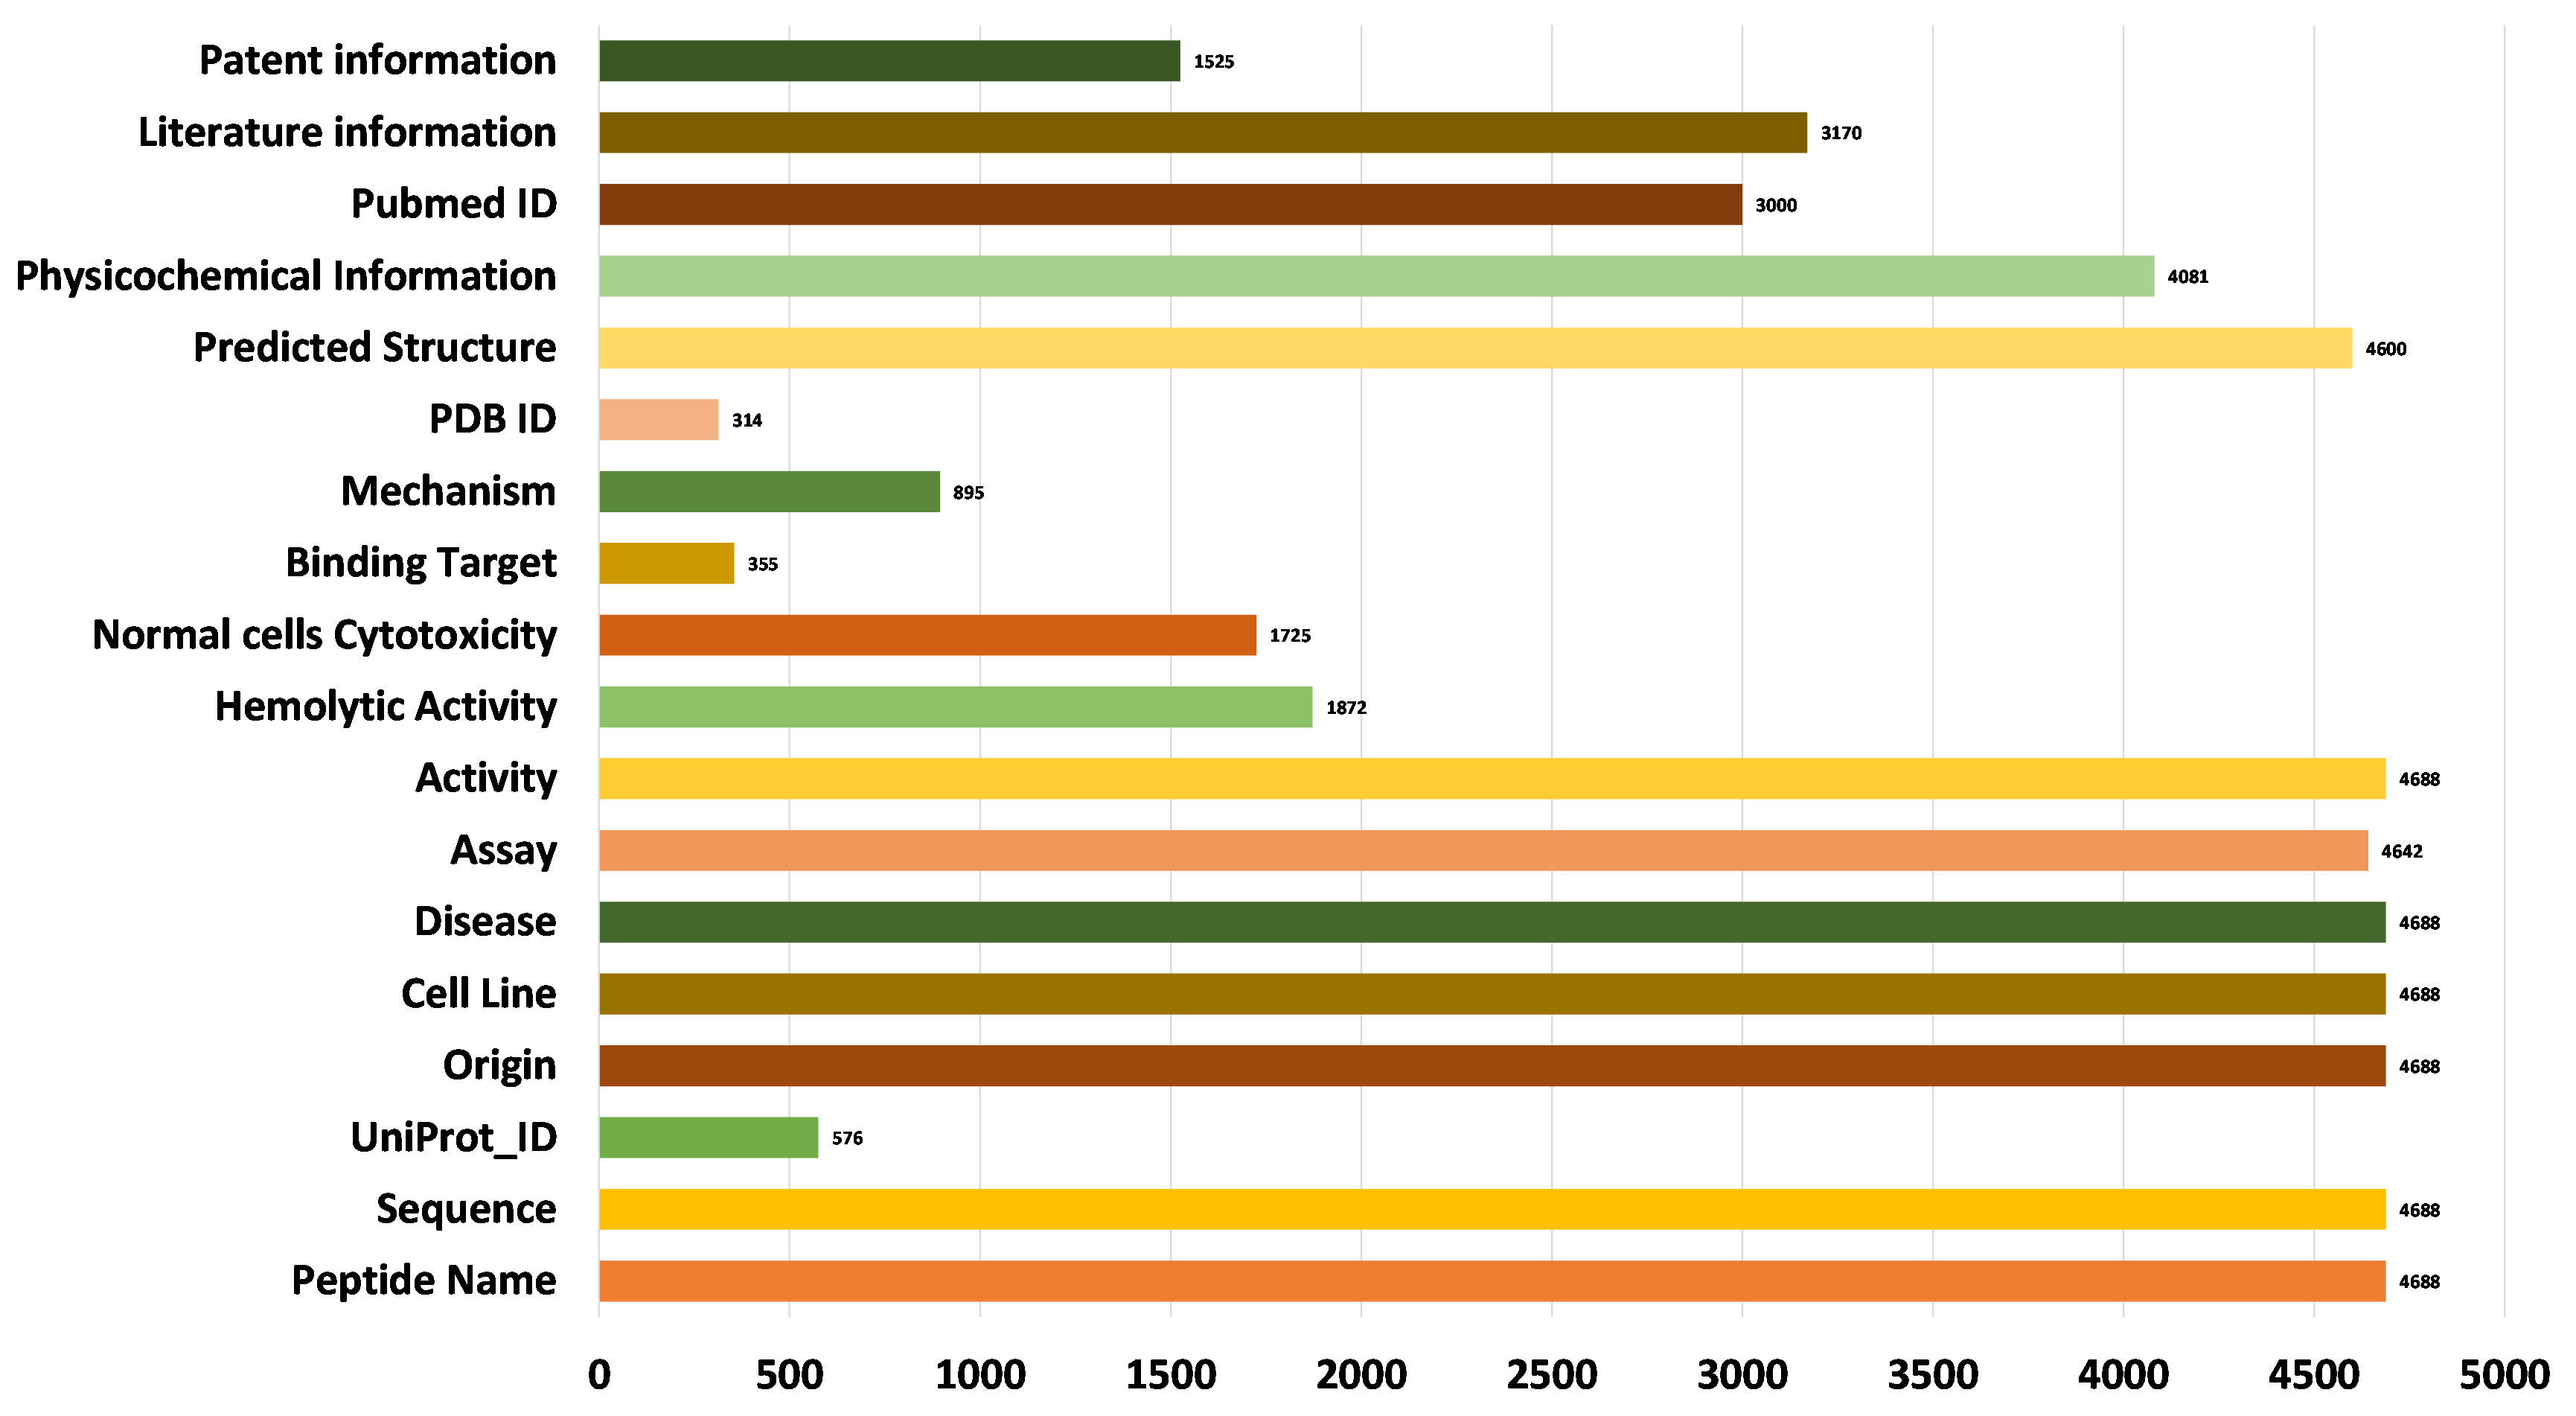 Patent information 1525
Literature information 3170
Pubmed ID 3000
Physicochemical Information 4081
Predicted Structure 4600
PDB ID 314
Mechanism 895
Binding Target 355
Normal cells Cytotoxicity 1725
Hemolytic Activity 1872
Activity 4688
Assay 4642
Disease 4688
Cell Line 4688
Origin 4688
UniProt_ID 576
Sequence 4688
Peptide Name 4688
0 500 1000 1500 2000 2500 3000 3500 4000 4500 5000